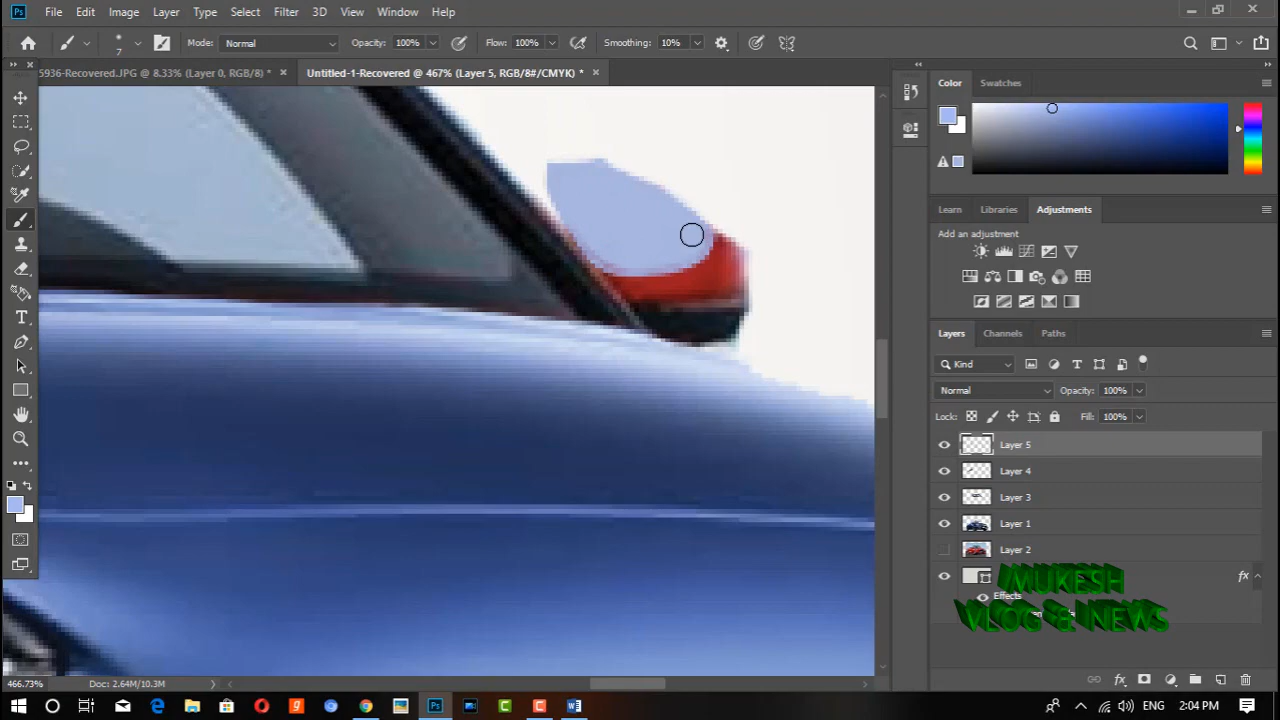 Ps File Edit Image Layer Type Select Filter 3D View Window Help
7 Mode: Normal Opacity: 100% Flow: 100% Smoothing: 10%
5936-Recovered.JPG @ 8.33% (Layer 0, RGB/8) * Untitled-1-Recovered @ 467% (Layer 5, RGB/8#/CMYK) *
Color Swatches
Learn Libraries Adjustments
Add an adjustment
Layers Channels Paths
Kind
Normal Opacity: 100%
Lock: Fill: 100%
Layer 5
Layer 4
Layer 3
Layer 1
Layer 2
fx
Effects
MUKESH
VLOG & NEWS
466.73% Doc: 2.64M/10.3M
fx
ENG 2:04 PM